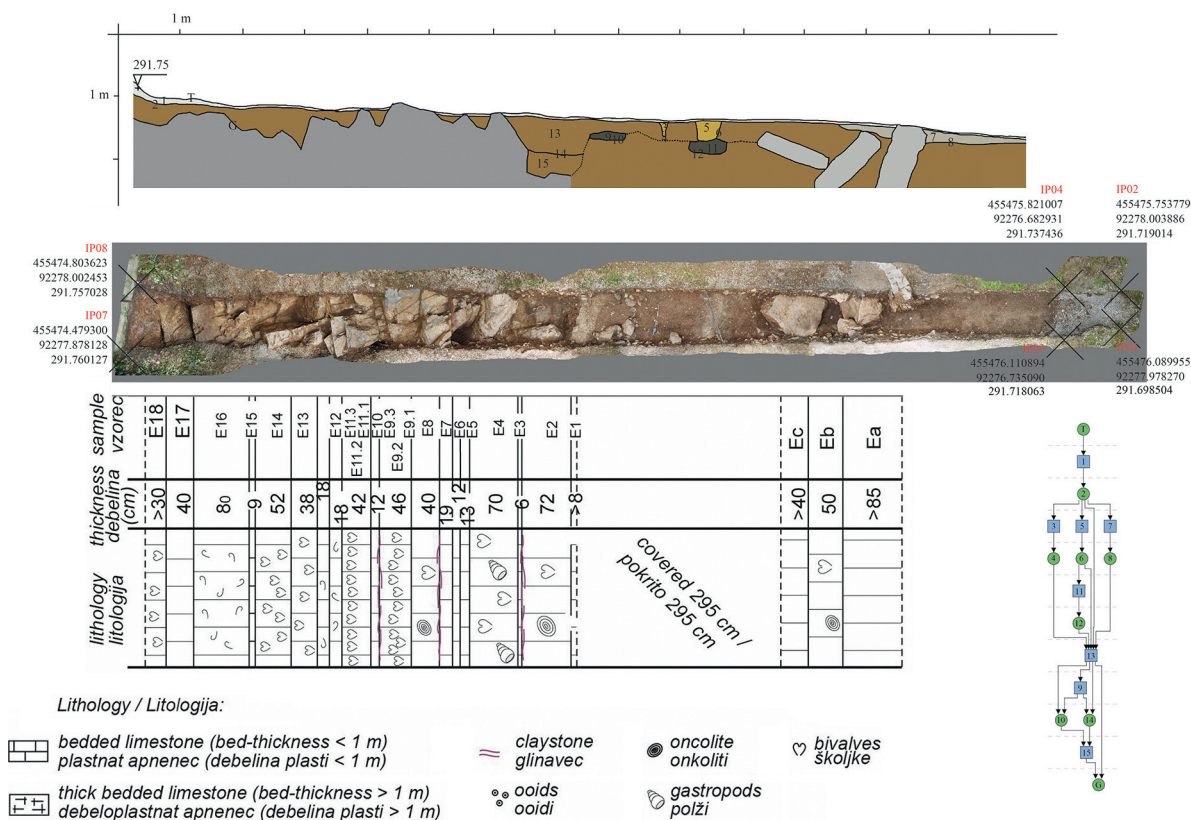 1 m
291.75
1 m
2
1
T
G
13
14
15
9
10
5
6
11
12
7
8
IP04
455475.821007
92276.682931
291.737436
IP02
455475.753779
92278.003886
291.719014
IP08
455474.803623
92278.002453
291.757028
IP07
455474.479300
92277.878128
291.760127
455476.110894
92276.735090
291.718063
455476.089955
92277.978270
291.698504
sample
vzorec
E18
E17
E16
E15
E14
E13
E12
E11.3
E11.2
E11.1
E10
E9.3
E9.2
E9.1
E8
E7
E6
E5
E4
E3
E2
E1
Ec
Eb
Ea
thickness
debelina
(cm)
>30
40
80
9
52
38
18
18
42
12
46
40
19
12
13
70
6
72
>8
>40
50
>85
lithology
litologija
covered 295 cm /
pokrito 295 cm
T
1
2
3
5
7
4
6
8
11
12
13
9
10
14
15
G
Lithology / Litologija:
bedded limestone (bed-thickness < 1 m)
plastnat apnenec (debelina plasti < 1 m)
thick bedded limestone (bed-thickness > 1 m)
debeloplastnat apnenec (debelina plasti > 1 m)
claystone
glinavec
ooids
ooidi
oncolite
onkoliti
gastropods
polži
bivalves
školjke